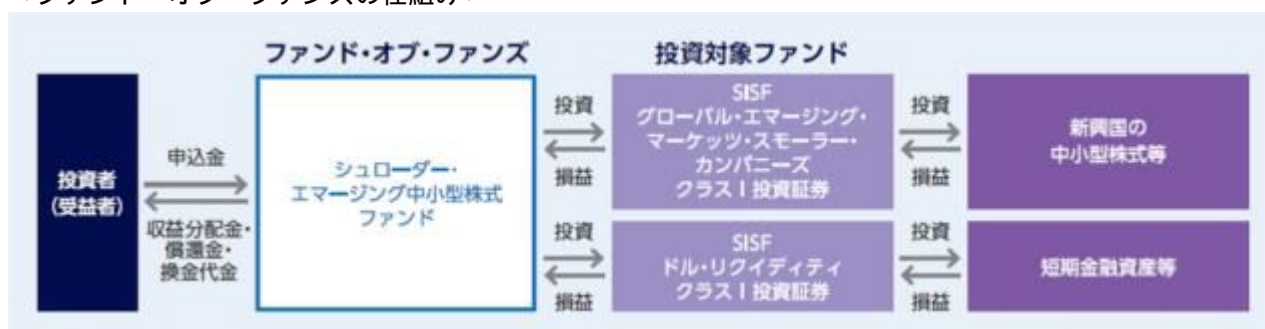 ファンド・オブ・ファンズ
投資対象ファンド
投資者
(受益者)
申込金
収益分配金・
償還金・
換金代金
シュローダー・
エマージング中小型株式
ファンド
投資
損益
SISF
グローバル・エマージング・
マーケッツ・スモーラー・
カンパニーズ
クラスI投資証券
投資
損益
新興国の
中小型株式等
投資
損益
SISF
ドル・リクイディティ
クラスI投資証券
投資
損益
短期金融資産等